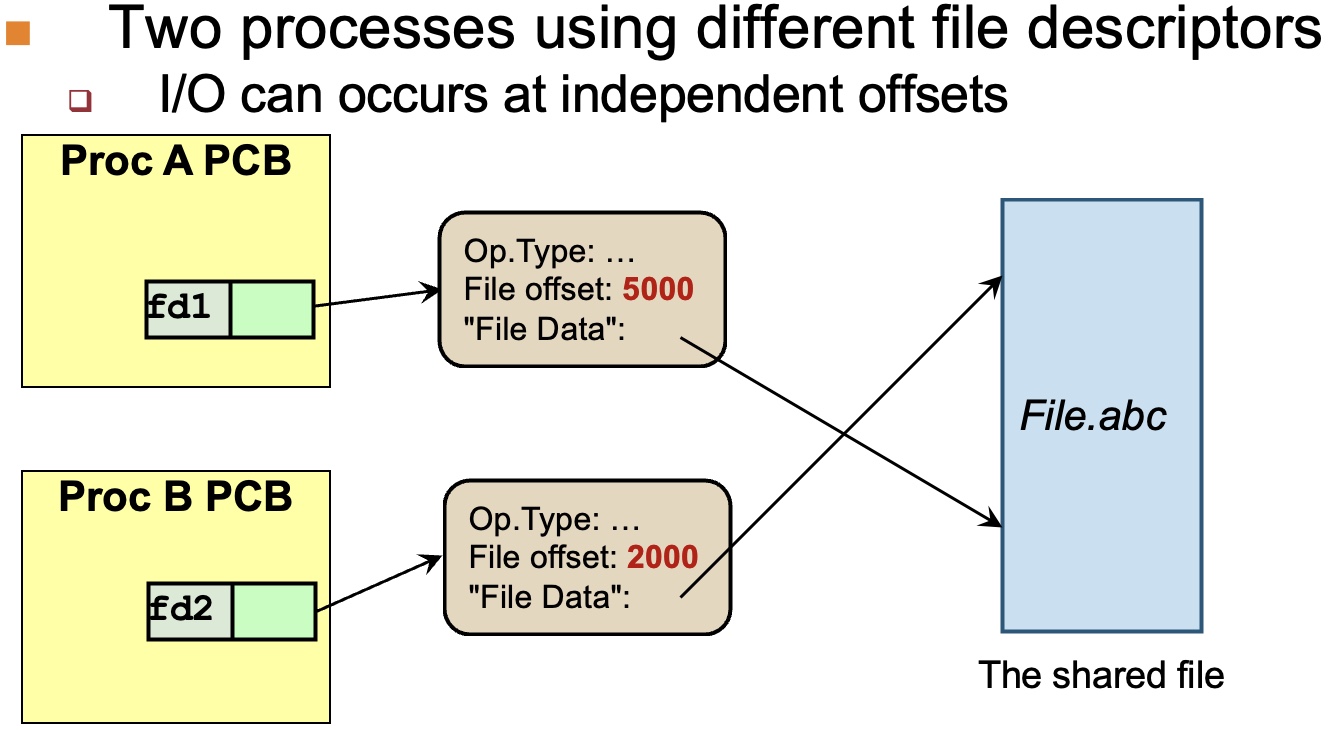 Two processes using different file descriptors
I/O can occurs at independent offsets
Proc A PCB
fd1
Op.Type: ...
File offset: 5000
"File Data":
File.abc
Proc B PCB
fd2
Op.Type: ...
File offset: 2000
"File Data":
The shared file